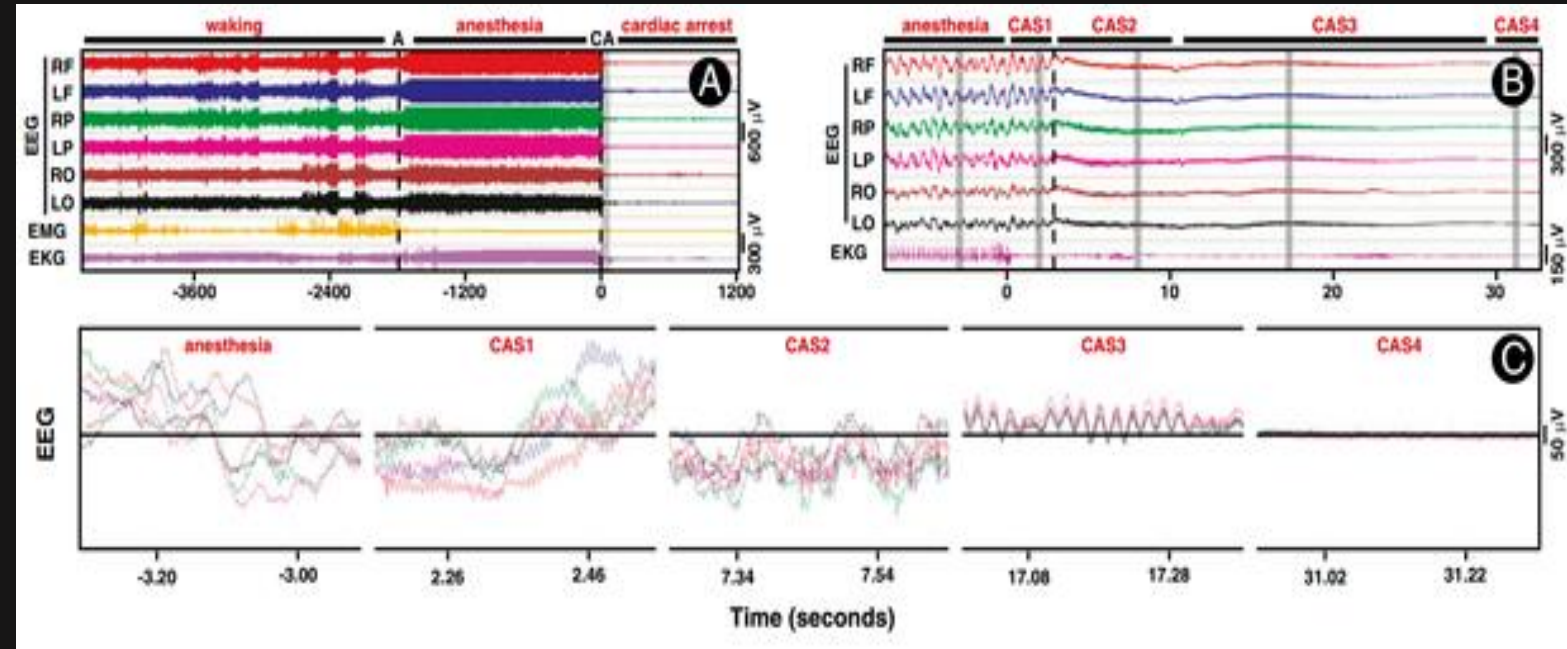 waking A anesthesia CA cardiac arrest
A
EEG
RF
LF
RP
LP
RO
LO
EMG
EKG
600 µV
300 µV
-3600 -2400 -1200 0 1200
anesthesia CAS1 CAS2 CAS3 CAS4
B
EEG
RF
LF
RP
LP
RO
LO
EKG
300 µV
150 µV
0 10 20 30
anesthesia CAS1 CAS2 CAS3 CAS4
C
EEG
50 µV
-3.20 -3.00 2.26 2.46 7.34 7.54 17.08 17.28 31.02 31.22
Time (seconds)